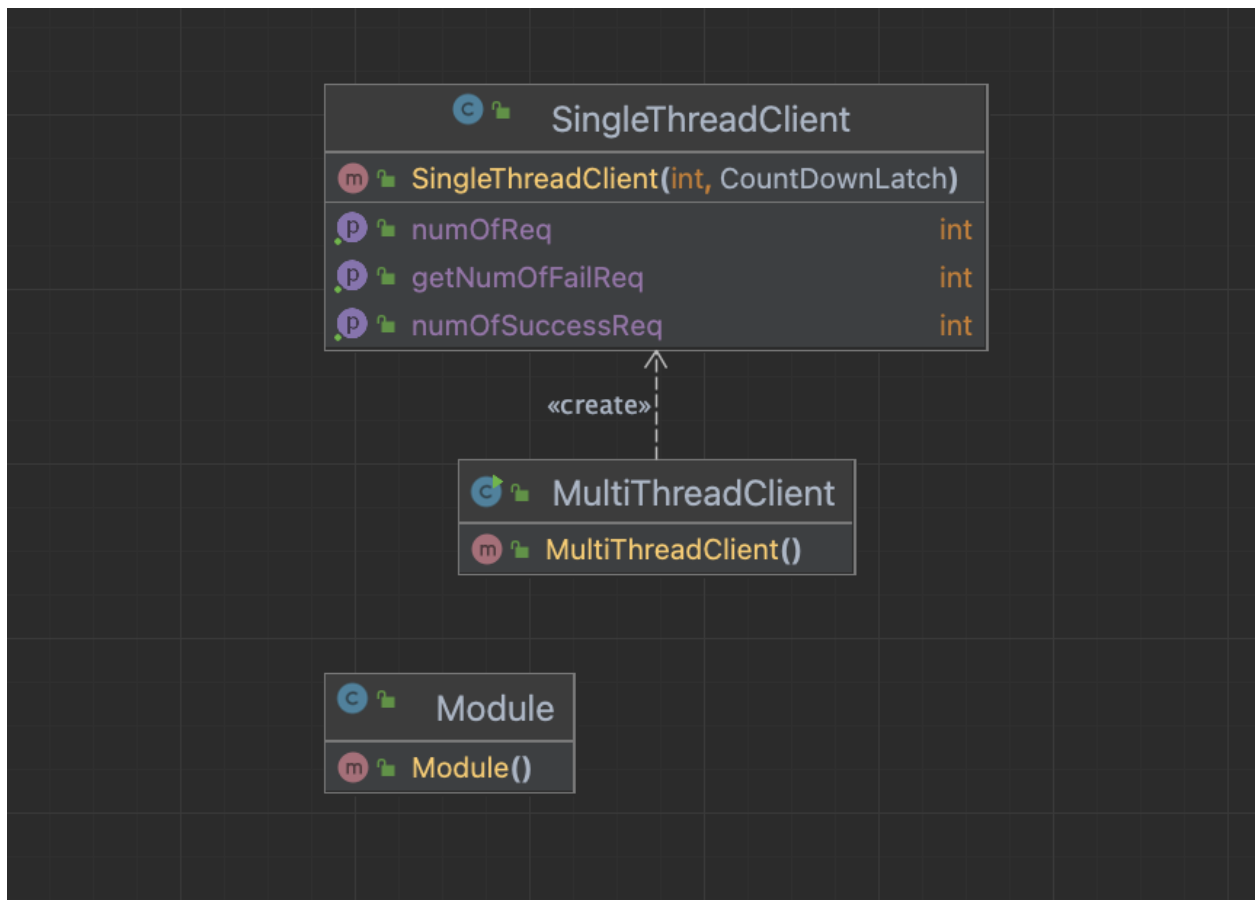 SingleThreadClient
SingleThreadClient(int, CountDownLatch)
numOfReq int
getNumOfFailReq int
numOfSuccessReq int
«create»
MultiThreadClient
MultiThreadClient()
Module
Module()